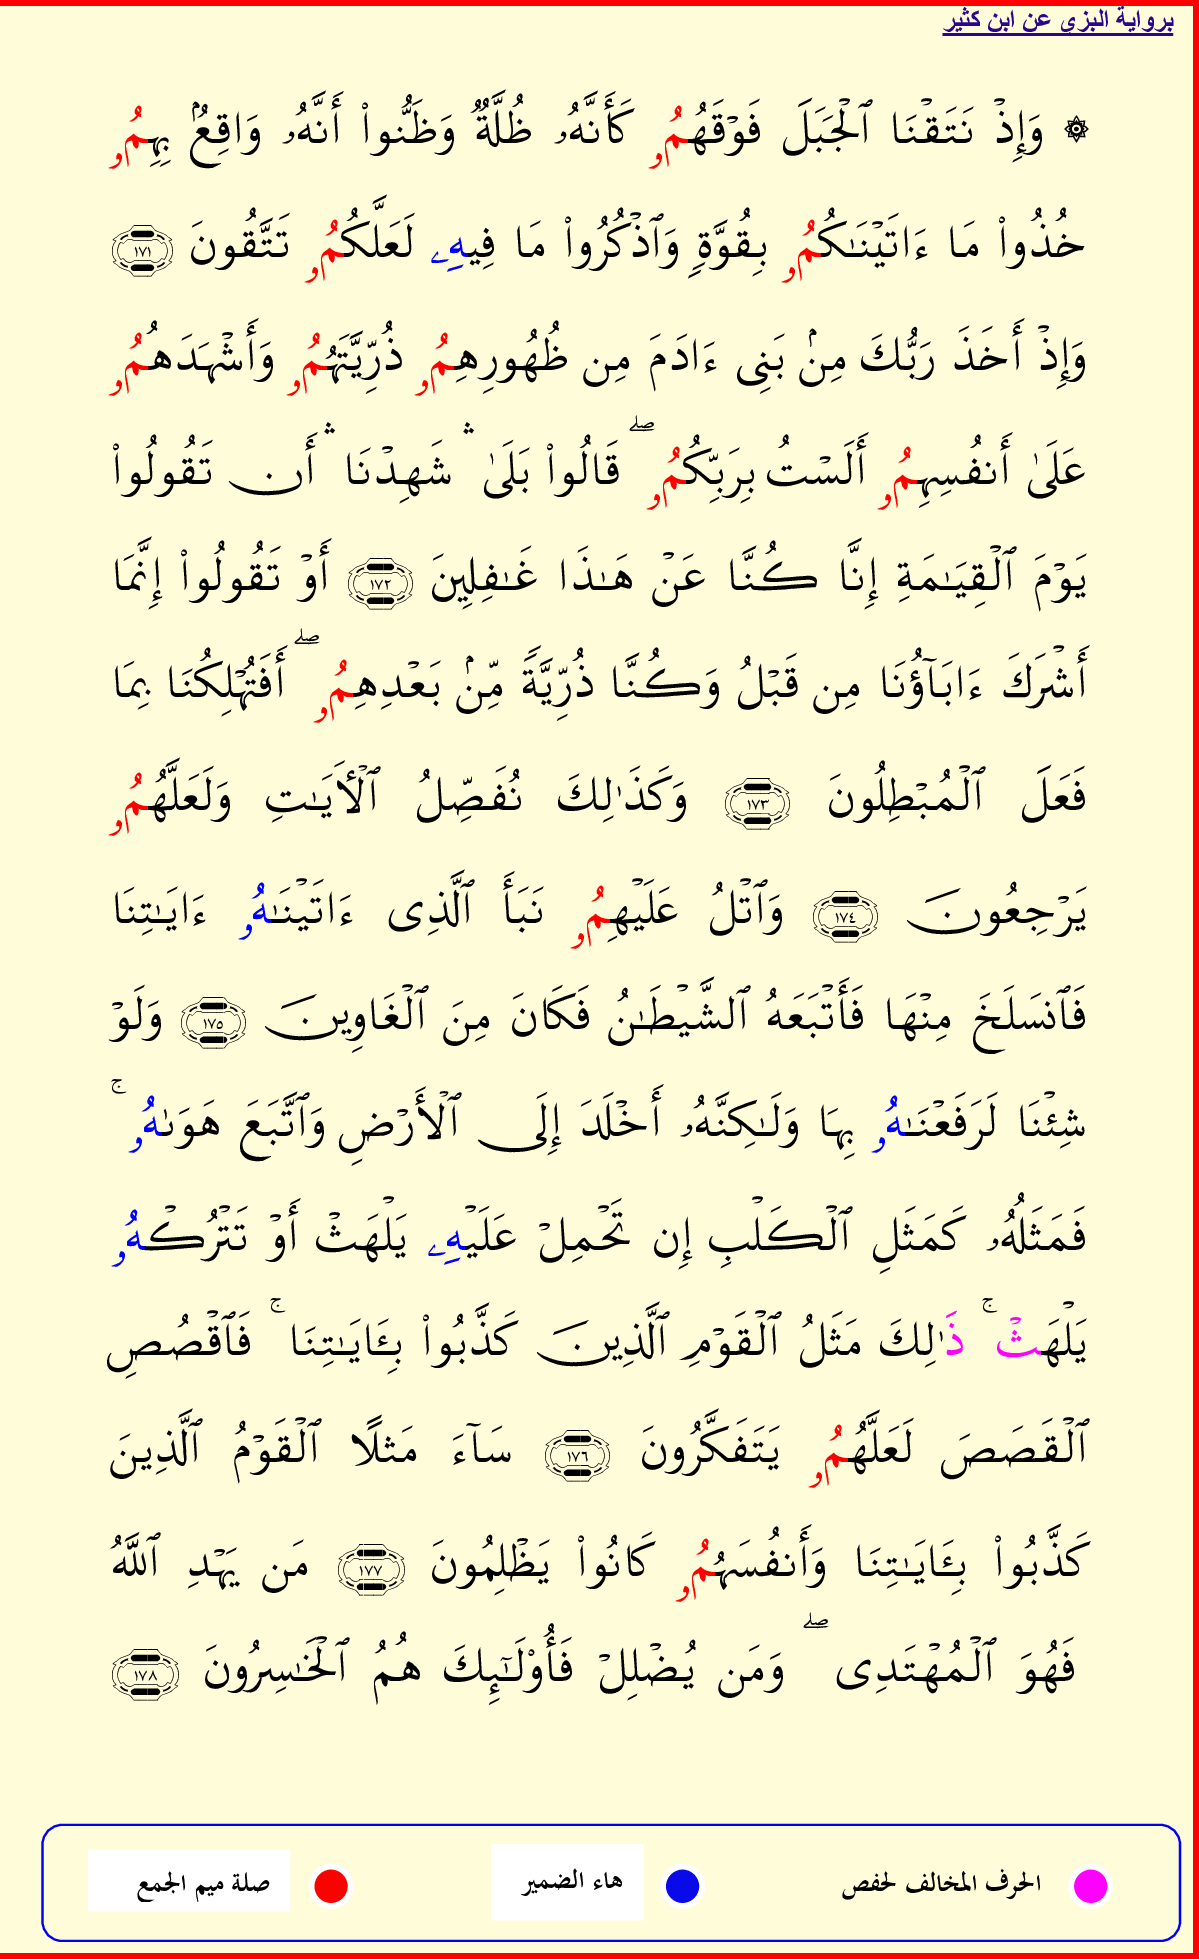 برواية البزي عن ابن كثير
۞ وَإِذۡ نَتَقۡنَا ٱلۡجَبَلَ فَوۡقَهُمُۥ كَأَنَّهُۥ ظُلَّةٞ وَظَنُّواْ أَنَّهُۥ وَاقِعُۢ بِهِمُۥ
خُذُواْ مَا ءَاتَيۡنَٰكُمُۥ بِقُوَّةٖ وَٱذۡكُرُواْ مَا فِيهِۦ لَعَلَّكُمُۥ تَتَّقُونَ ١٧١
وَإِذۡ أَخَذَ رَبُّكَ مِنۢ بَنِي ءَادَمَ مِن ظُهُورِهِمُۥ ذُرِّيَّتَهُمُۥ وَأَشۡهَدَهُمُۥ
عَلَىٰ أَنفُسِهِمُۥ أَلَسۡتُ بِرَبِّكُمُۥۖ قَالُواْ بَلَىٰۛ شَهِدۡنَاۛ أَن تَقُولُواْ
يَوۡمَ ٱلۡقِيَٰمَةِ إِنَّا كُنَّا عَنۡ هَٰذَا غَٰفِلِينَ ١٧٢ أَوۡ تَقُولُواْ إِنَّمَا
أَشۡرَكَ ءَابَآؤُنَا مِن قَبۡلُ وَكُنَّا ذُرِّيَّةٗ مِّنۢ بَعۡدِهِمُۥۖ أَفَتُهۡلِكُنَا بِمَا
فَعَلَ ٱلۡمُبۡطِلُونَ ١٧٣ وَكَذَٰلِكَ نُفَصِّلُ ٱلۡأٓيَٰتِ وَلَعَلَّهُمُۥ
يَرۡجِعُونَ ١٧٤ وَٱتۡلُ عَلَيۡهِمُۥ نَبَأَ ٱلَّذِي ءَاتَيۡنَٰهُۥ ءَايَٰتِنَا
فَٱنسَلَخَ مِنۡهَا فَأَتۡبَعَهُ ٱلشَّيۡطَٰنُ فَكَانَ مِنَ ٱلۡغَاوِينَ ١٧٥ وَلَوۡ
شِئۡنَا لَرَفَعۡنَٰهُۥ بِهَا وَلَٰكِنَّهُۥ أَخۡلَدَ إِلَى ٱلۡأَرۡضِ وَٱتَّبَعَ هَوَىٰهُۥۚ
فَمَثَلُهُۥ كَمَثَلِ ٱلۡكَلۡبِ إِن تَحۡمِلۡ عَلَيۡهِۦ يَلۡهَثۡ أَوۡ تَتۡرُكۡهُۥ
يَلۡهَثۡۚ ذَٰلِكَ مَثَلُ ٱلۡقَوۡمِ ٱلَّذِينَ كَذَّبُواْ بِـَٔايَٰتِنَاۚ فَٱقۡصُصِ
ٱلۡقَصَصَ لَعَلَّهُمُۥ يَتَفَكَّرُونَ ١٧٦ سَآءَ مَثَلًا ٱلۡقَوۡمُ ٱلَّذِينَ
كَذَّبُواْ بِـَٔايَٰتِنَا وَأَنفُسَهُمُۥ كَانُواْ يَظۡلِمُونَ ١٧٧ مَن يَهۡدِ ٱللَّهُ
فَهُوَ ٱلۡمُهۡتَدِيۖ وَمَن يُضۡلِلۡ فَأُوْلَٰٓئِكَ هُمُ ٱلۡخَٰسِرُونَ ١٧٨
الحرف المخالف لحفص
هاء الضمير
صلة ميم الجمع